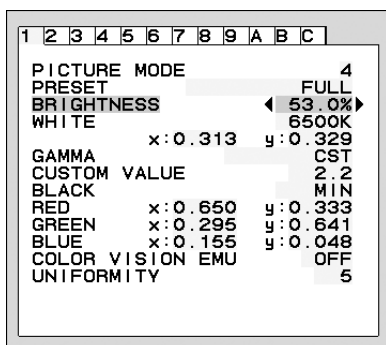 1 2 3 4 5 6 7 8 9 A B C
PICTURE MODE 4
PRESET FULL
BRIGHTNESS 53.0%
WHITE 6500K
x:0.313 y:0.329
GAMMA CST
CUSTOM VALUE 2.2
BLACK MIN
RED x:0.650 y:0.333
GREEN x:0.295 y:0.641
BLUE x:0.155 y:0.048
COLOR VISION EMU OFF
UNIFORMITY 5